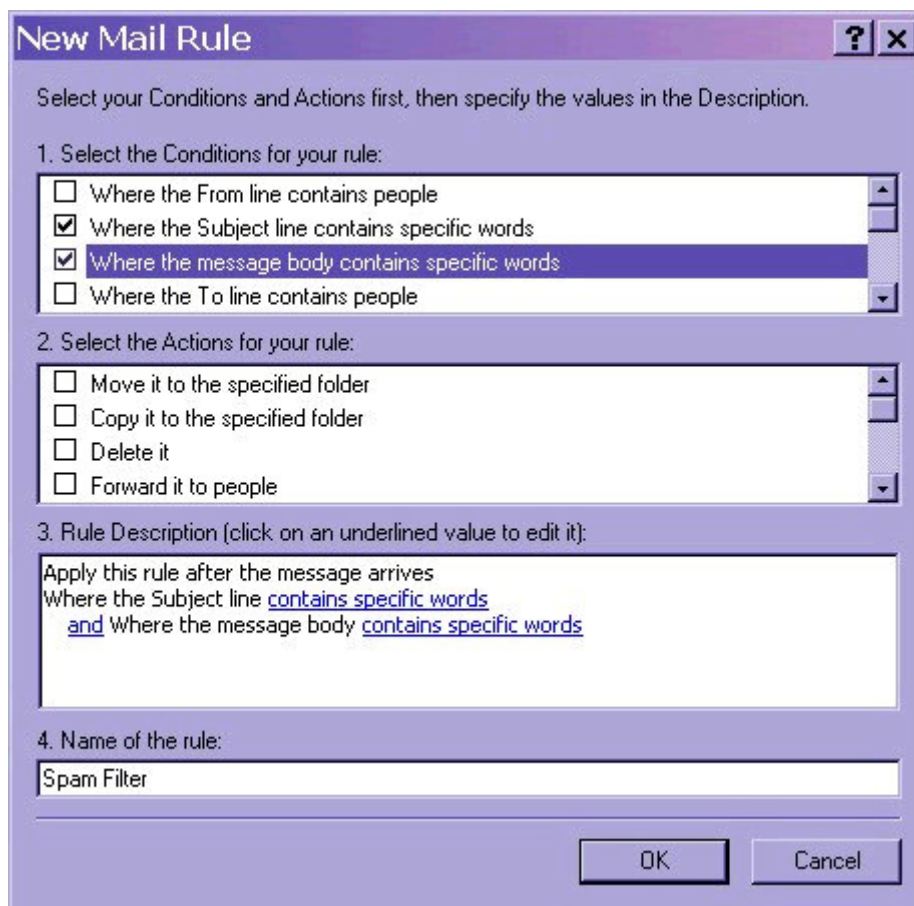 New Mail Rule
Select your Conditions and Actions first, then specify the values in the Description.
1. Select the Conditions for your rule:
Where the From line contains people
Where the Subject line contains specific words
Where the message body contains specific words
Where the To line contains people
2. Select the Actions for your rule:
Move it to the specified folder
Copy it to the specified folder
Delete it
Forward it to people
3. Rule Description (click on an underlined value to edit it):
Apply this rule after the message arrives
Where the Subject line contains specific words
and Where the message body contains specific words
4. Name of the rule:
Spam Filter
OK Cancel